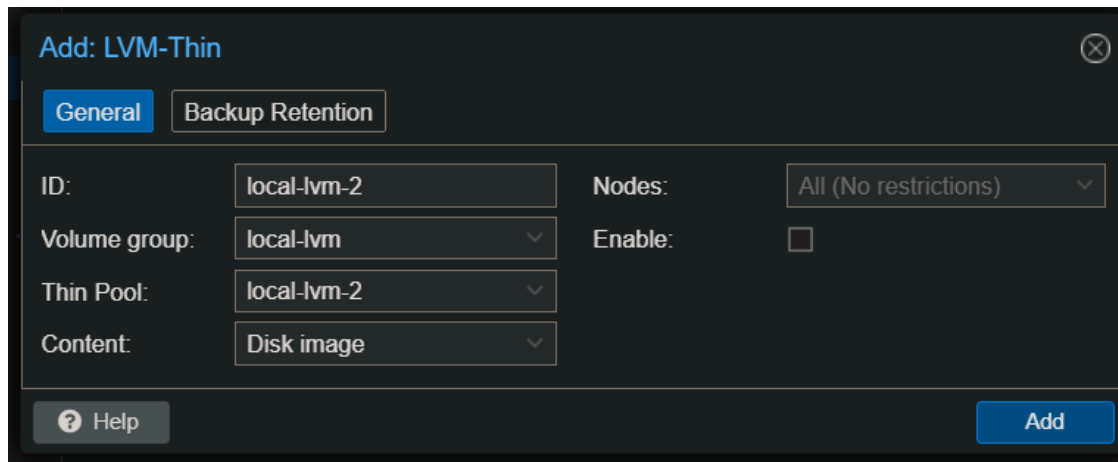 Add: LVM-Thin
General Backup Retention
ID: local-lvm-2 Nodes: All (No restrictions)
Volume group: local-lvm Enable:
Thin Pool: local-lvm-2
Content: Disk image
Help Add